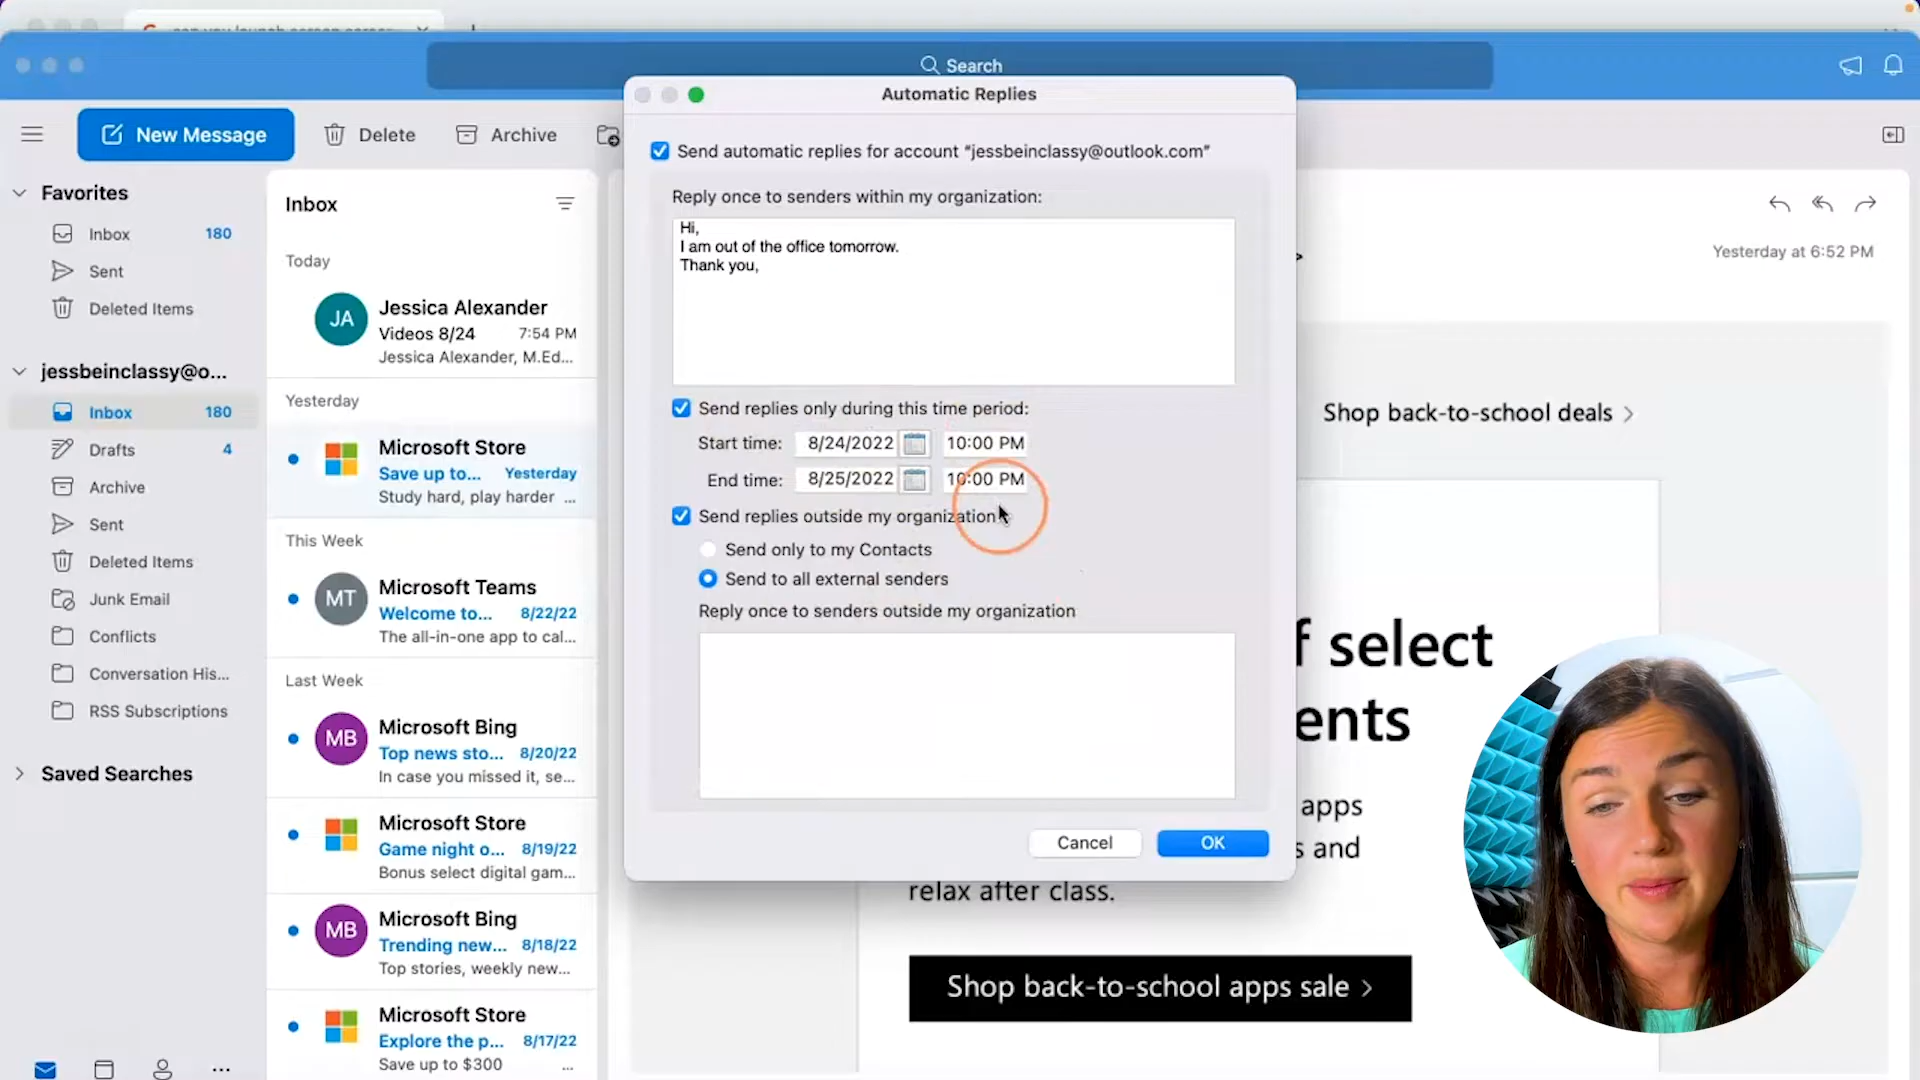 Search
Automatic Replies
New Message
Delete
Archive
Send automatic replies for account “jessbeinclassy@outlook.com”
Reply once to senders within my organization:
Hi,
I am out of the office tomorrow.
Thank you,
Send replies only during this time period:
Start time: 8/24/2022 10:00 PM
End time: 8/25/2022 10:00 PM
Send replies outside my organization
Send only to my Contacts
Send to all external senders
Reply once to senders outside my organization
Cancel
OK
Favorites
Inbox 180
Sent
Deleted Items
jessbeinclassy@o...
Inbox 180
Drafts 4
Archive
Sent
Deleted Items
Junk Email
Conflicts
Conversation His...
RSS Subscriptions
Saved Searches
Inbox
Today
JA
Jessica Alexander
Videos 8/24 7:54 PM
Jessica Alexander, M.Ed...
Yesterday
Microsoft Store
Save up to... Yesterday
Study hard, play harder ...
This Week
MT
Microsoft Teams
Welcome to... 8/22/22
The all-in-one app to cal...
Last Week
MB
Microsoft Bing
Top news sto... 8/20/22
In case you missed it, se...
Microsoft Store
Game night o... 8/19/22
Bonus select digital gam...
MB
Microsoft Bing
Trending new... 8/18/22
Top stories, weekly new...
Microsoft Store
Explore the p... 8/17/22
Save up to $300 ...
Yesterday at 6:52 PM
Shop back-to-school deals >
f select
ents
apps
s and
relax after class.
Shop back-to-school apps sale >